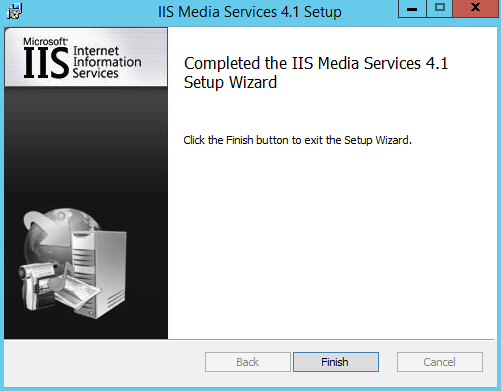 IIS Media Services 4.1 Setup
Microsoft®
IIS Internet
Information
Services
Completed the IIS Media Services 4.1
Setup Wizard
Click the Finish button to exit the Setup Wizard.
Back
Finish
Cancel